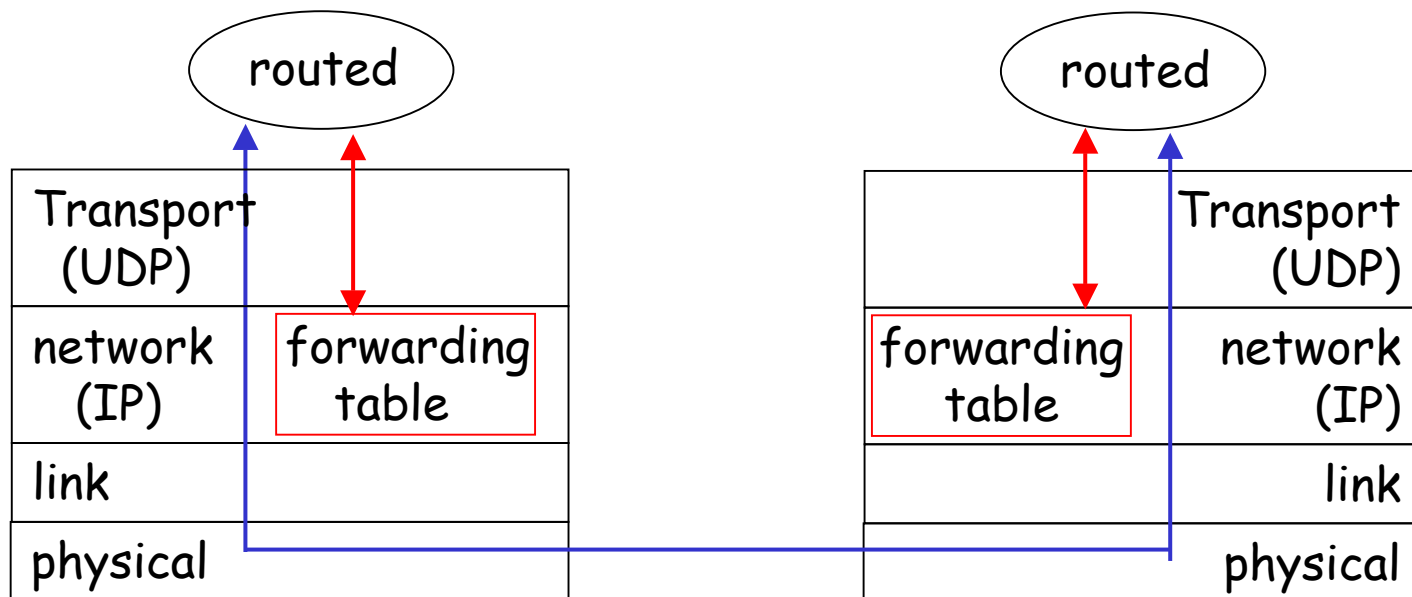 routed
routed
Transport
(UDP)
Transport
(UDP)
network
(IP)
forwarding
table
forwarding
table
network
(IP)
link
link
physical
physical